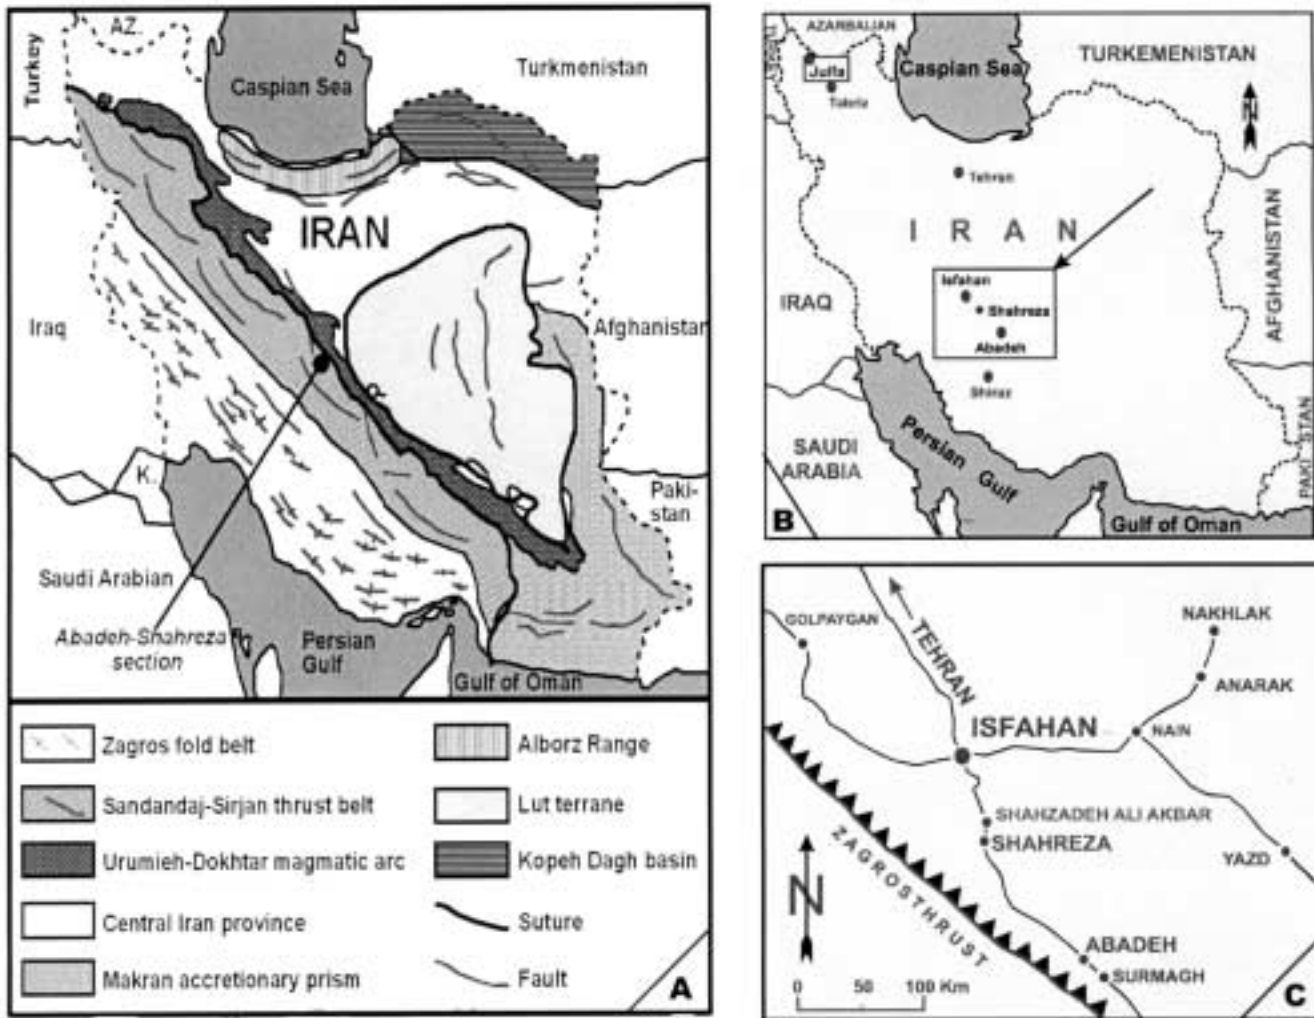 Turkey
AZ.
Caspian Sea
Turkmenistan
IRAN
Iraq
Afghanistan
K.
Paki-
stan
Saudi Arabian
Abadeh-Shahreza
section
Persian
Gulf
Gulf of Oman
Zagros fold belt
Sandandaj-Sirjan thrust belt
Urumieh-Dokhtar magmatic arc
Central Iran province
Makran accretionary prism
Alborz Range
Lut terrane
Kopeh Dagh basin
Suture
Fault
A
AZARBALIAN
Julfa
Caspian Sea
TURKEMENISTAN
N
Tehran
I R A N
Isfahan
Shahreza
Abadeh
Shiraz
IRAQ
AFGHANISTAN
SAUDI
ARABIA
Persian Gulf
PAKISTAN
Gulf of Oman
B
GOLPAYGAN
TEHRAN
NAKHLAK
ANARAK
ISFAHAN
NAIN
SHAHZADEH ALI AKBAR
SHAHREZA
YAZD
ZAGROSTHRUST
N
ABADEH
SURMAGH
0 50 100 Km
C